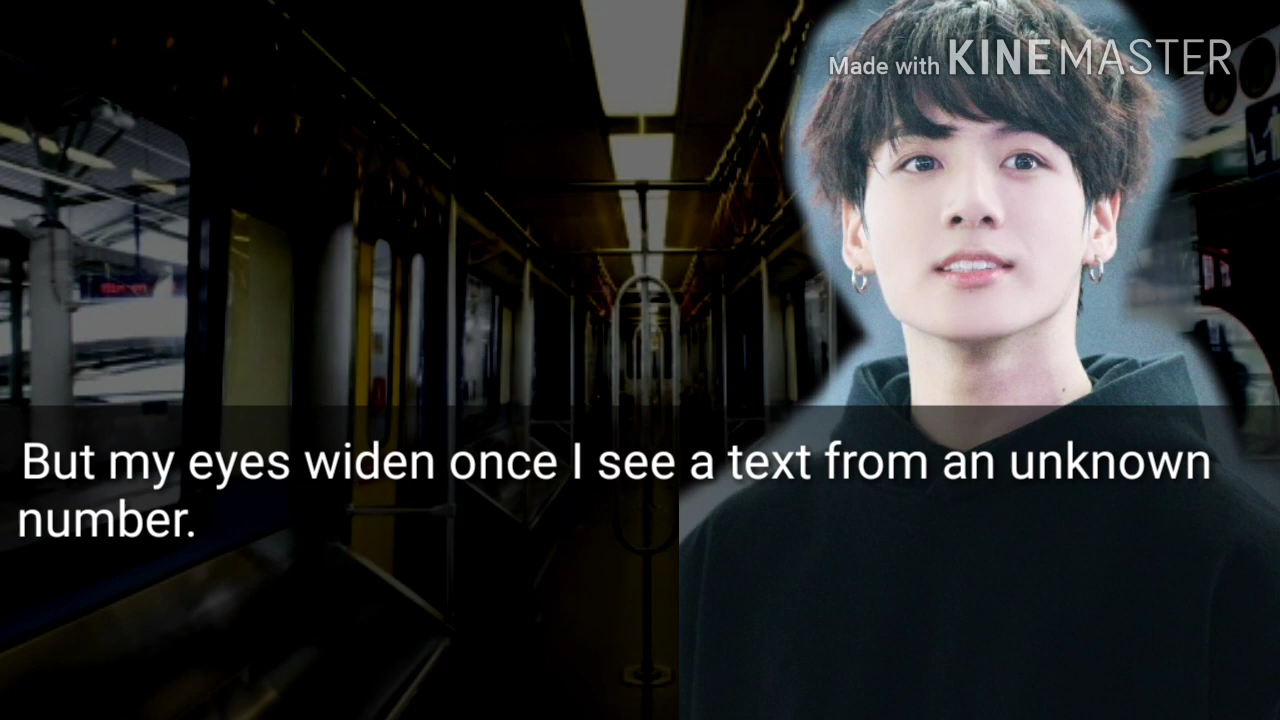 Made with KINEMASTER
But my eyes widen once I see a text from an unknown
number.